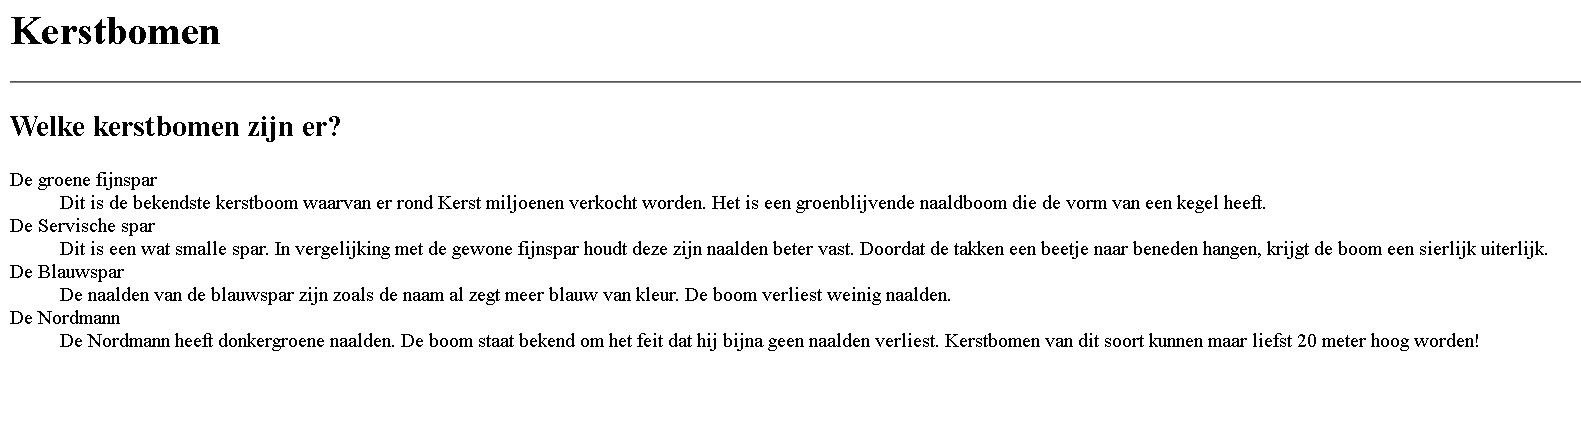 Kerstbomen
Welke kerstbomen zijn er?
De groene fijnspar
Dit is de bekendste kerstboom waarvan er rond Kerst miljoenen verkocht worden. Het is een groenblijvende naaldboom die de vorm van een kegel heeft.
De Servische spar
Dit is een wat smalle spar. In vergelijking met de gewone fijnspar houdt deze zijn naalden beter vast. Doordat de takken een beetje naar beneden hangen, krijgt de boom een sierlijk uiterlijk.
De Blauwspar
De naalden van de blauwspar zijn zoals de naam al zegt meer blauw van kleur. De boom verliest weinig naalden.
De Nordmann
De Nordmann heeft donkergroene naalden. De boom staat bekend om het feit dat hij bijna geen naalden verliest. Kerstbomen van dit soort kunnen maar liefst 20 meter hoog worden!